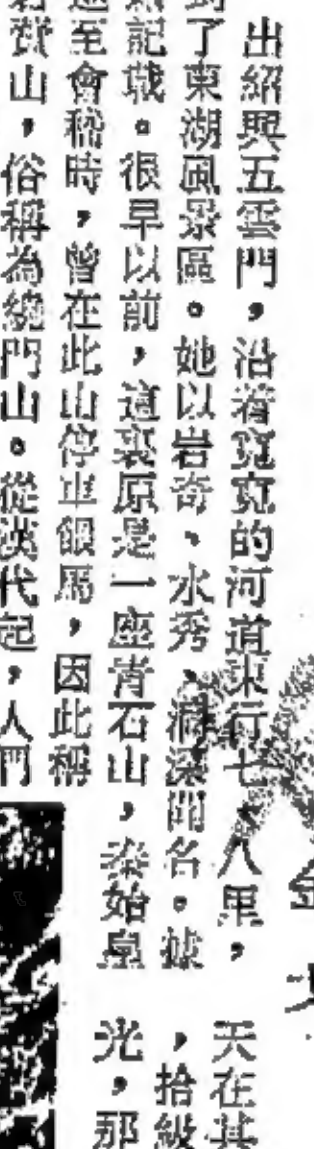 出紹興五雲門，沿着寬寬的河道東行七、八里，
了東湖風景區。她以岩奇、水秀、洞深聞名。據
記載。很早以前，這裏原是一座青石山，秦始皇
至會稽時，曾在此山停車餵馬，因此稱
山，俗稱為繞門山。從漢代起，人們
天在其
，拾級
光，那